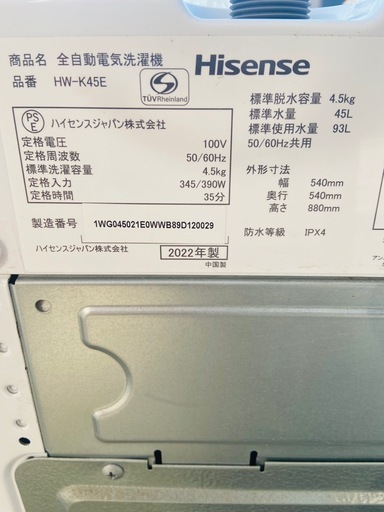 商品名 全自動電気洗濯機
品番 HW-K45E
TÜVRheinland
Hisense
PS
E
ハイセンスジャパン株式会社
定格電圧 100V
定格周波数 50/60Hz
標準洗濯容量 4.5kg
定格入力 345/390W
定格時間 35分
製造番号 1WG045021E0WWB89D120029
ハイセンスジャパン株式会社
2022年製
中国製
標準脱水容量 4.5kg
標準水量 45L
標準使用水量 93L
50/60Hz共用
外形寸法
幅 540mm
奥行 540mm
高さ 880mm
防水等級 IPX4